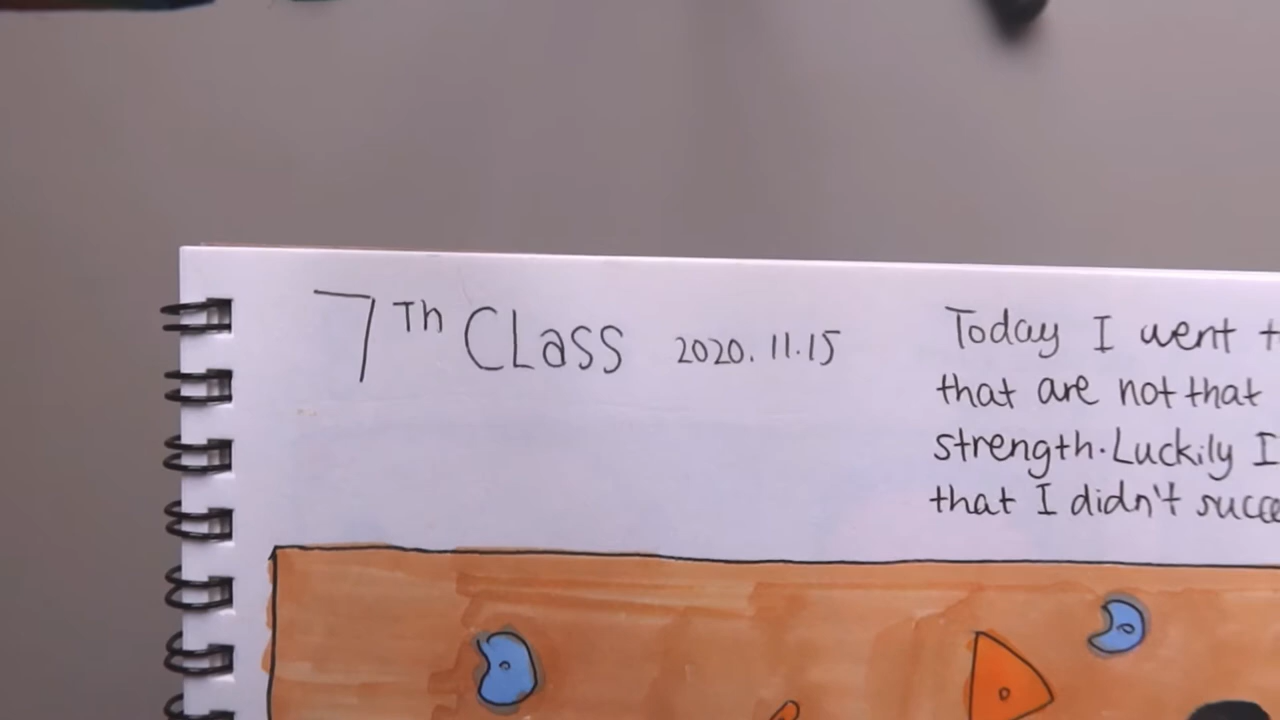 7Th CLass 2020.11.15
Today I went
that are not that
strength. Luckily I
that I didn't